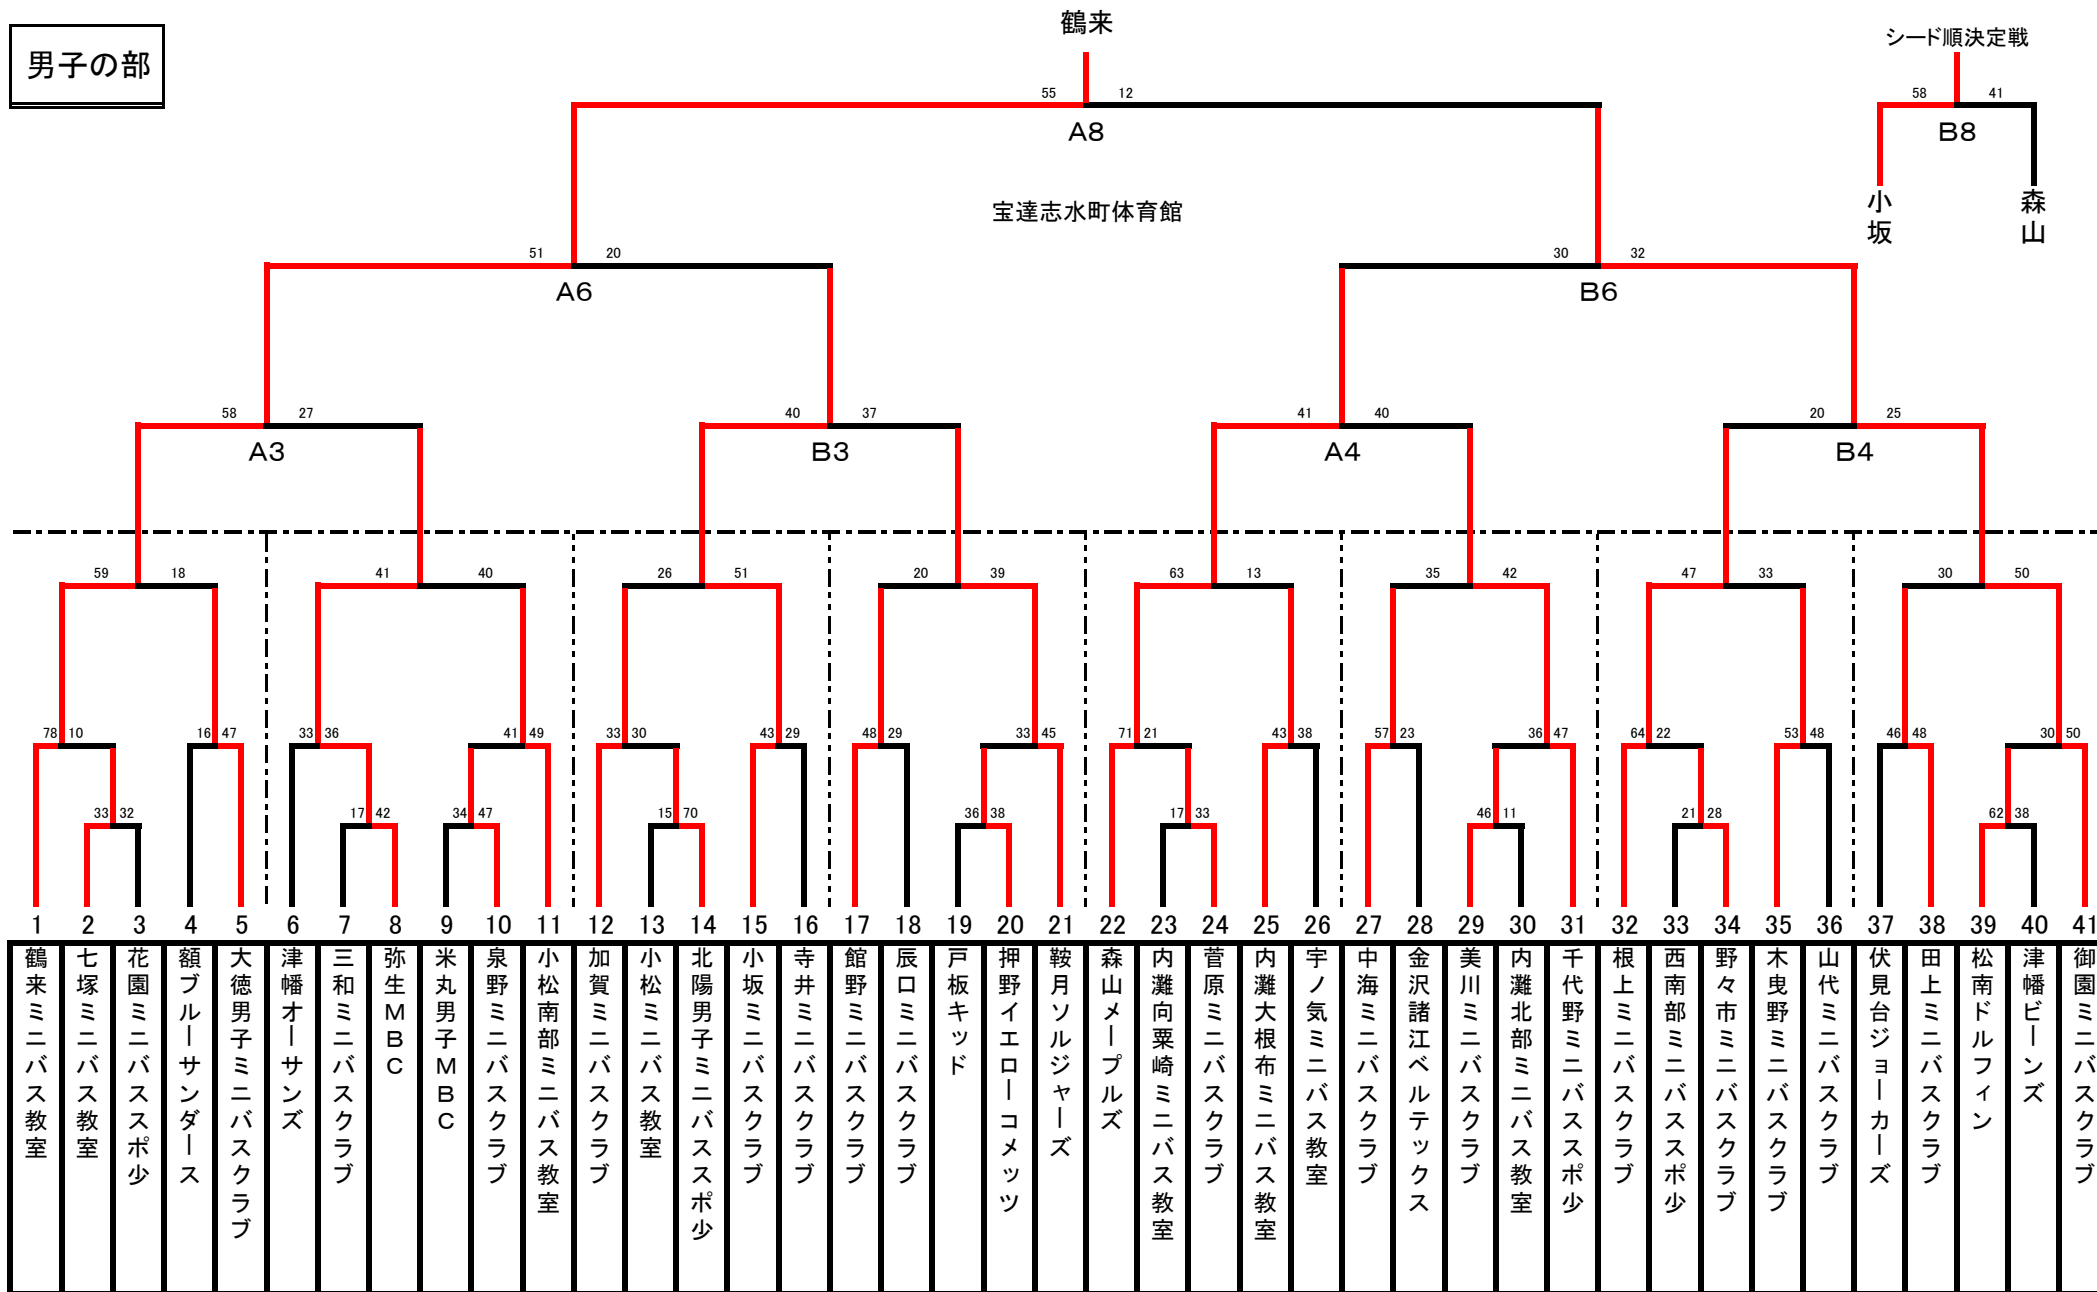 男子の部
鶴来
シード順決定戦
55 12
A8
58 41
B8
小坂
森山
宝達志水町体育館
51 20
A6
30 32
B6
58 27
A3
40 37
B3
41 40
A4
20 25
B4
59 18
41 40
26 51
20 39
63 13
35 42
47 33
30 50
78 10
16 47
33 36
41 49
33 30
43 29
48 29
33 45
71 21
43 38
57 23
36 47
64 22
53 48
46 48
30 50
33 32
17 42
34 47
15 70
36 38
17 33
46 11
21 28
62 38
1 2 3 4 5 6 7 8 9 10 11 12 13 14 15 16 17 18 19 20 21 22 23 24 25 26 27 28 29 30 31 32 33 34 35 36 37 38 39 40 41
鶴来ミニバス教室
七塚ミニバス教室
花園ミニバススポ少
額ブルーサンダース
大徳男子ミニバスクラブ
津幡オーサンズ
三和ミニバスクラブ
弥生MBC
米丸男子MBC
泉野ミニバスクラブ
小松南部ミニバス教室
加賀ミニバスクラブ
小松ミニバス教室
北陽男子ミニバススポ少
小坂ミニバスクラブ
寺井ミニバスクラブ
館野ミニバスクラブ
辰口ミニバスクラブ
戸板キッド
押野イエローコメッツ
鞍月ソルジャーズ
森山メープルズ
内灘向粟崎ミニバス教室
菅原ミニバスクラブ
内灘大根布ミニバス教室
宇ノ気ミニバス教室
中海ミニバスクラブ
金沢諸江ベルテックス
美川ミニバスクラブ
内灘北部ミニバス教室
千代野ミニバススポ少
根上ミニバスクラブ
西南部ミニバススポ少
野々市ミニバスクラブ
木曳野ミニバスクラブ
山代ミニバスクラブ
伏見台ジョーカーズ
田上ミニバスクラブ
松南ドルフィン
津幡ビーンズ
御園ミニバスクラブ